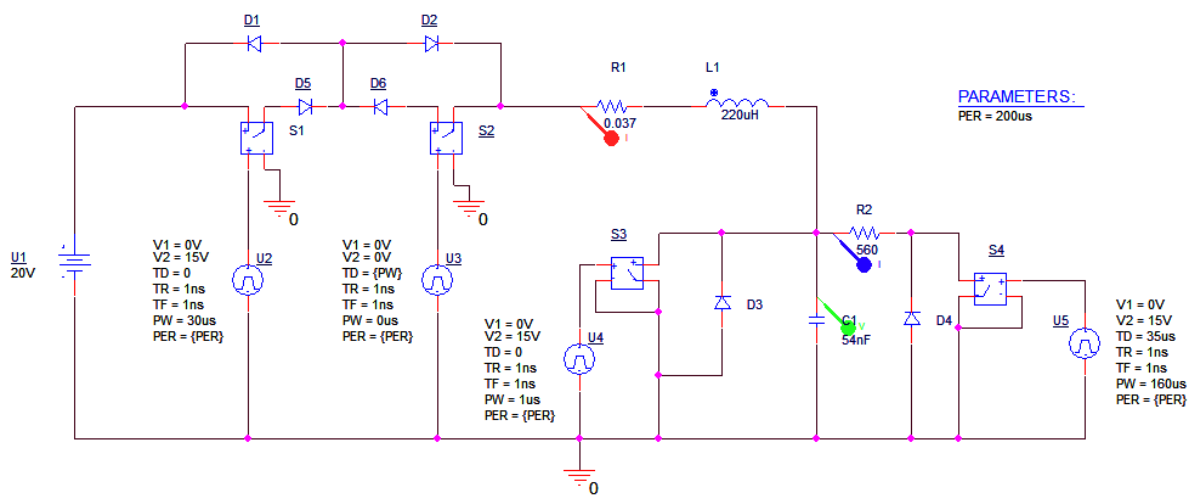 D1
D2
D5
D6
S1
S2
R1
0.037
I
L1
220uH
PARAMETERS:
PER = 200us
0
0
U1
20V
V1 = 0V
V2 = 15V
TD = 0
TR = 1ns
TF = 1ns
PW = 30us
PER = {PER}
U2
V1 = 0V
V2 = 0V
TD = {PW}
TR = 1ns
TF = 1ns
PW = 0us
PER = {PER}
U3
S3
R2
560
I
S4
D3
C1
V
54nF
D4
V1 = 0V
V2 = 15V
TD = 0
TR = 1ns
TF = 1ns
PW = 1us
PER = {PER}
U4
U5
V1 = 0V
V2 = 15V
TD = 35us
TR = 1ns
TF = 1ns
PW = 160us
PER = {PER}
0